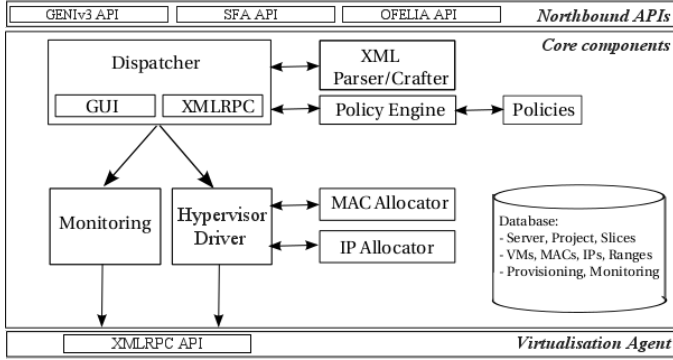 GENIv3 API
SFA API
OFELIA API
Northbound APIs
Core components
Dispatcher
GUI
XMLRPC
XML
Parser/Crafter
Policy Engine
Policies
Monitoring
Hypervisor
Driver
MAC Allocator
IP Allocator
Database:
- Server, Project, Slices
- VMs, MACs, IPs, Ranges
- Provisioning, Monitoring
XMLRPC API
Virtualisation Agent